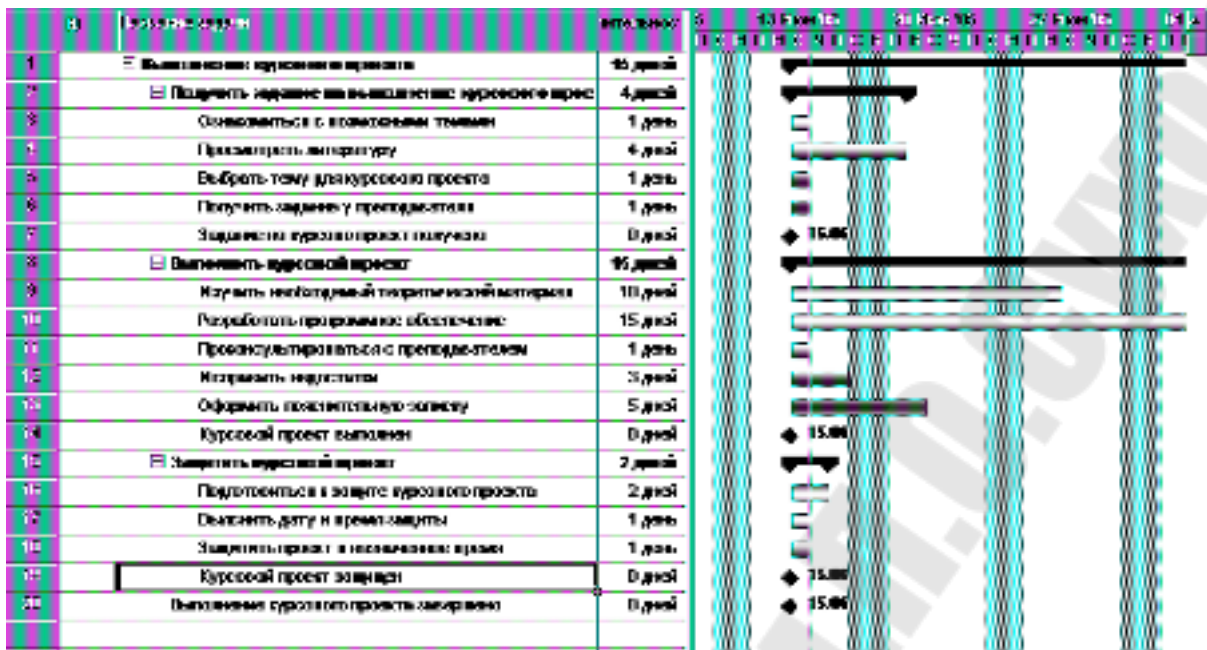 Название задачи
1 Выполнение курсового проекта 15 дней
2 Получить задание на выполнение курсового прое 4 дней
3 Ознакомиться с возможными темами 1 день
4 Просмотреть литературу 4 дней
5 Выбрать тему для курсового проекта 1 день
6 Получить задание у преподавателя 1 день
7 Задание на курсовой проект получено 0 дней 15.06
8 Выполнить курсовой проект 15 дней
9 Изучить необходимый теоретический материал 10 дней
10 Разработать программное обеспечение 15 дней
11 Проконсультироваться с преподавателем 1 день
12 Исправить недостатки 3 дней
13 Оформить пояснительную записку 5 дней
14 Курсовой проект выполнен 0 дней 15.06
15 Защитить курсовой проект 2 дней
16 Подготовиться к защите курсового проекта 2 дней
17 Выяснить дату и время защиты 1 день
18 Защитить проект в назначенное время 1 день
19 Курсовой проект защищен 0 дней 15.06
20 Выполнение курсового проекта завершено 0 дней 15.06